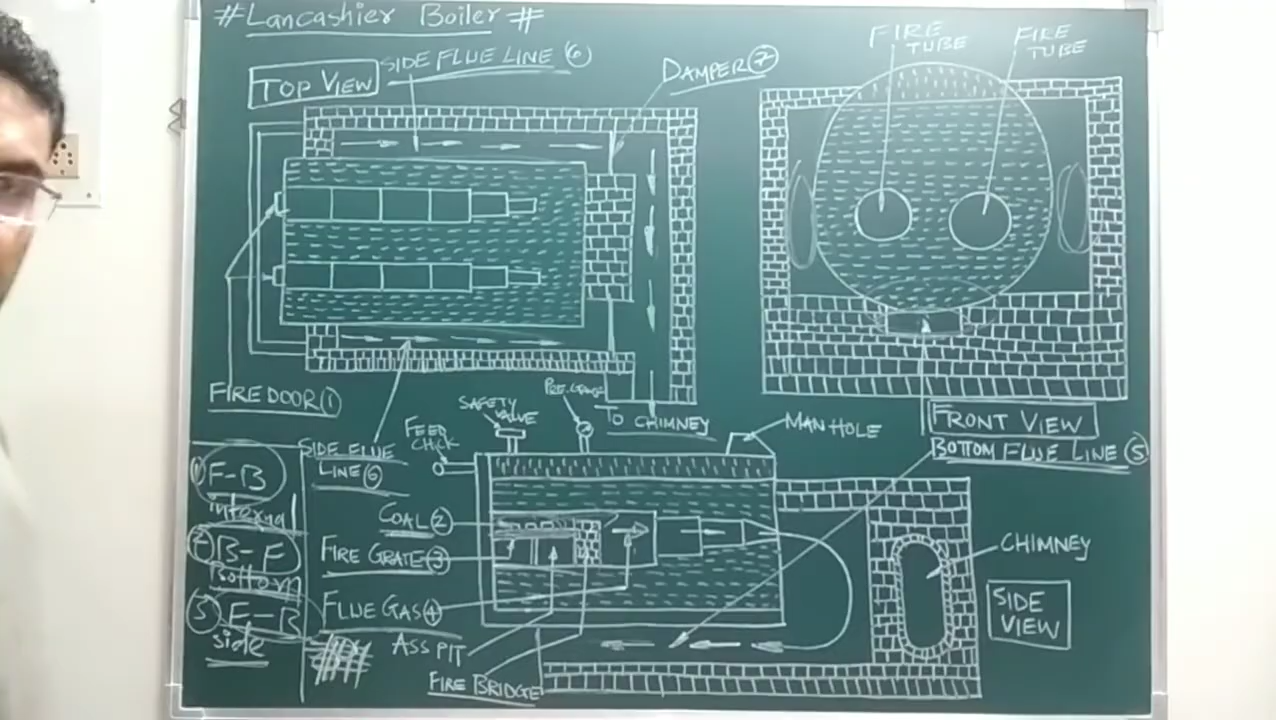 #Lancashier Boiler#
TOP VIEW
SIDE FLUE LINE (6)
DAMPER (7)
FIRE
TUBE
FIRE
TUBE
FIRE DOOR (1)
TO CHIMNEY
FRONT VIEW
BOTTOM FLUE LINE (5)
SIDE FLUE
LINE (6)
FEED
CHICK
SAFETY
VALVE
MAN HOLE
COAL (2)
FIRE GRATE (3)
FLUE GAS (4)
ASS PIT
FIRE BRIDGE
CHIMNEY
SIDE
VIEW
(1) F-B
internal
(2) B-F
Bottom
(3) F-B
side